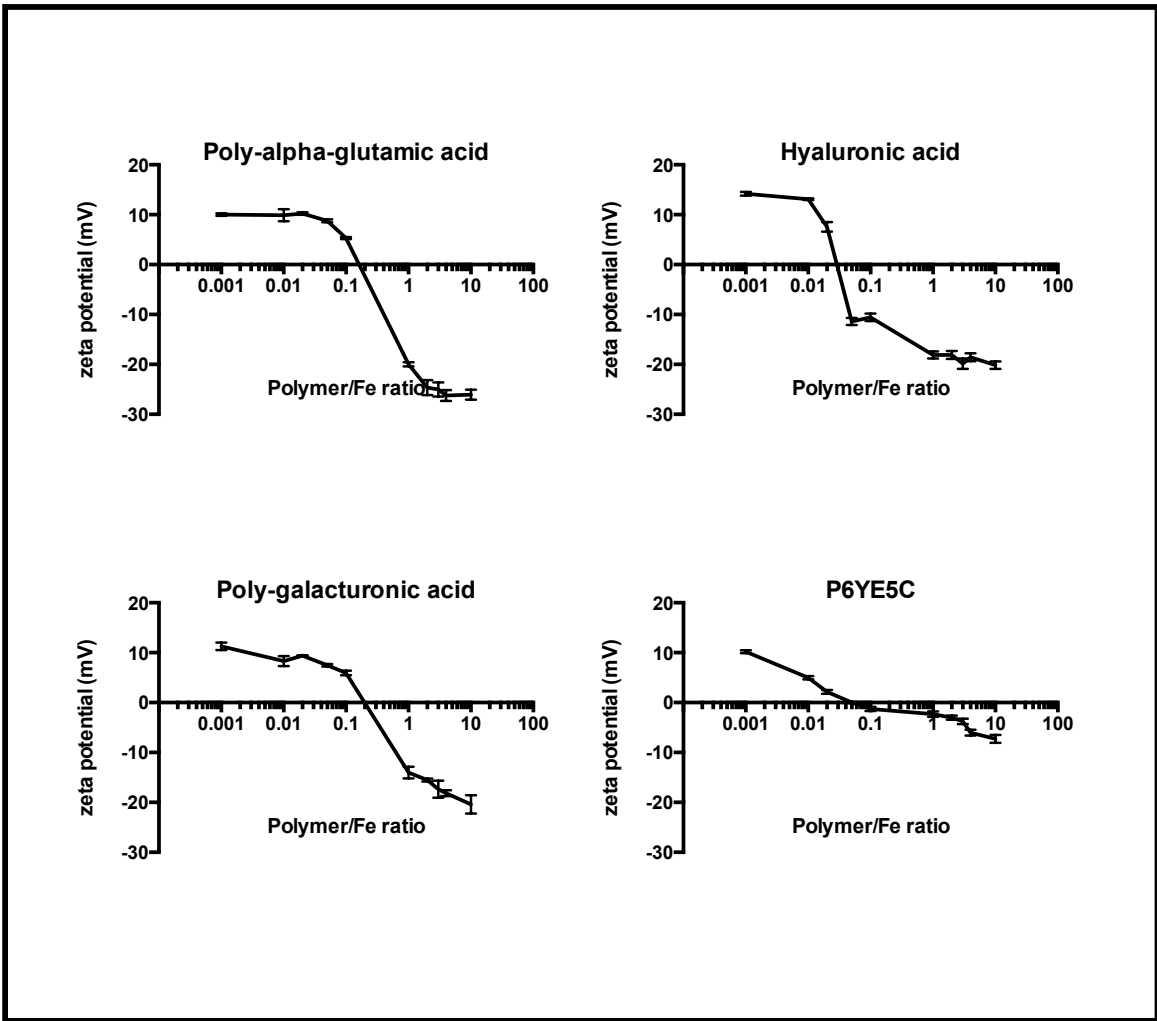 Poly-alpha-glutamic acid
20
10
0
-10
-20
-30
zeta potential (mV)
0.001 0.01 0.1 1 10 100
Polymer/Fe ratio
Hyaluronic acid
20
10
0
-10
-20
-30
zeta potential (mV)
0.001 0.01 0.1 1 10 100
Polymer/Fe ratio
Poly-galacturonic acid
20
10
0
-10
-20
-30
zeta potential (mV)
0.001 0.01 0.1 1 10 100
Polymer/Fe ratio
P6YE5C
20
10
0
-10
-20
-30
zeta potential (mV)
0.001 0.01 0.1 1 10 100
Polymer/Fe ratio